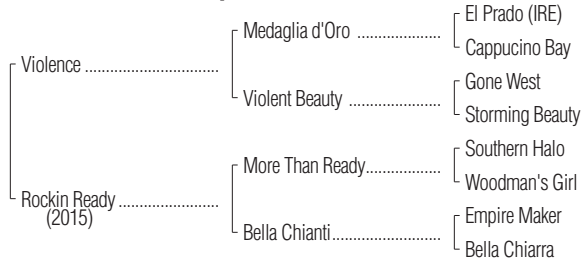 El Prado (IRE)
Medaglia d'Oro ...................
Cappucino Bay
Violence ...............................
Gone West
Violent Beauty .....................
Storming Beauty
Southern Halo
More Than Ready.................
Woodman's Girl
Rockin Ready .......................
(2015)
Empire Maker
Bella Chianti.........................
Bella Chiarra